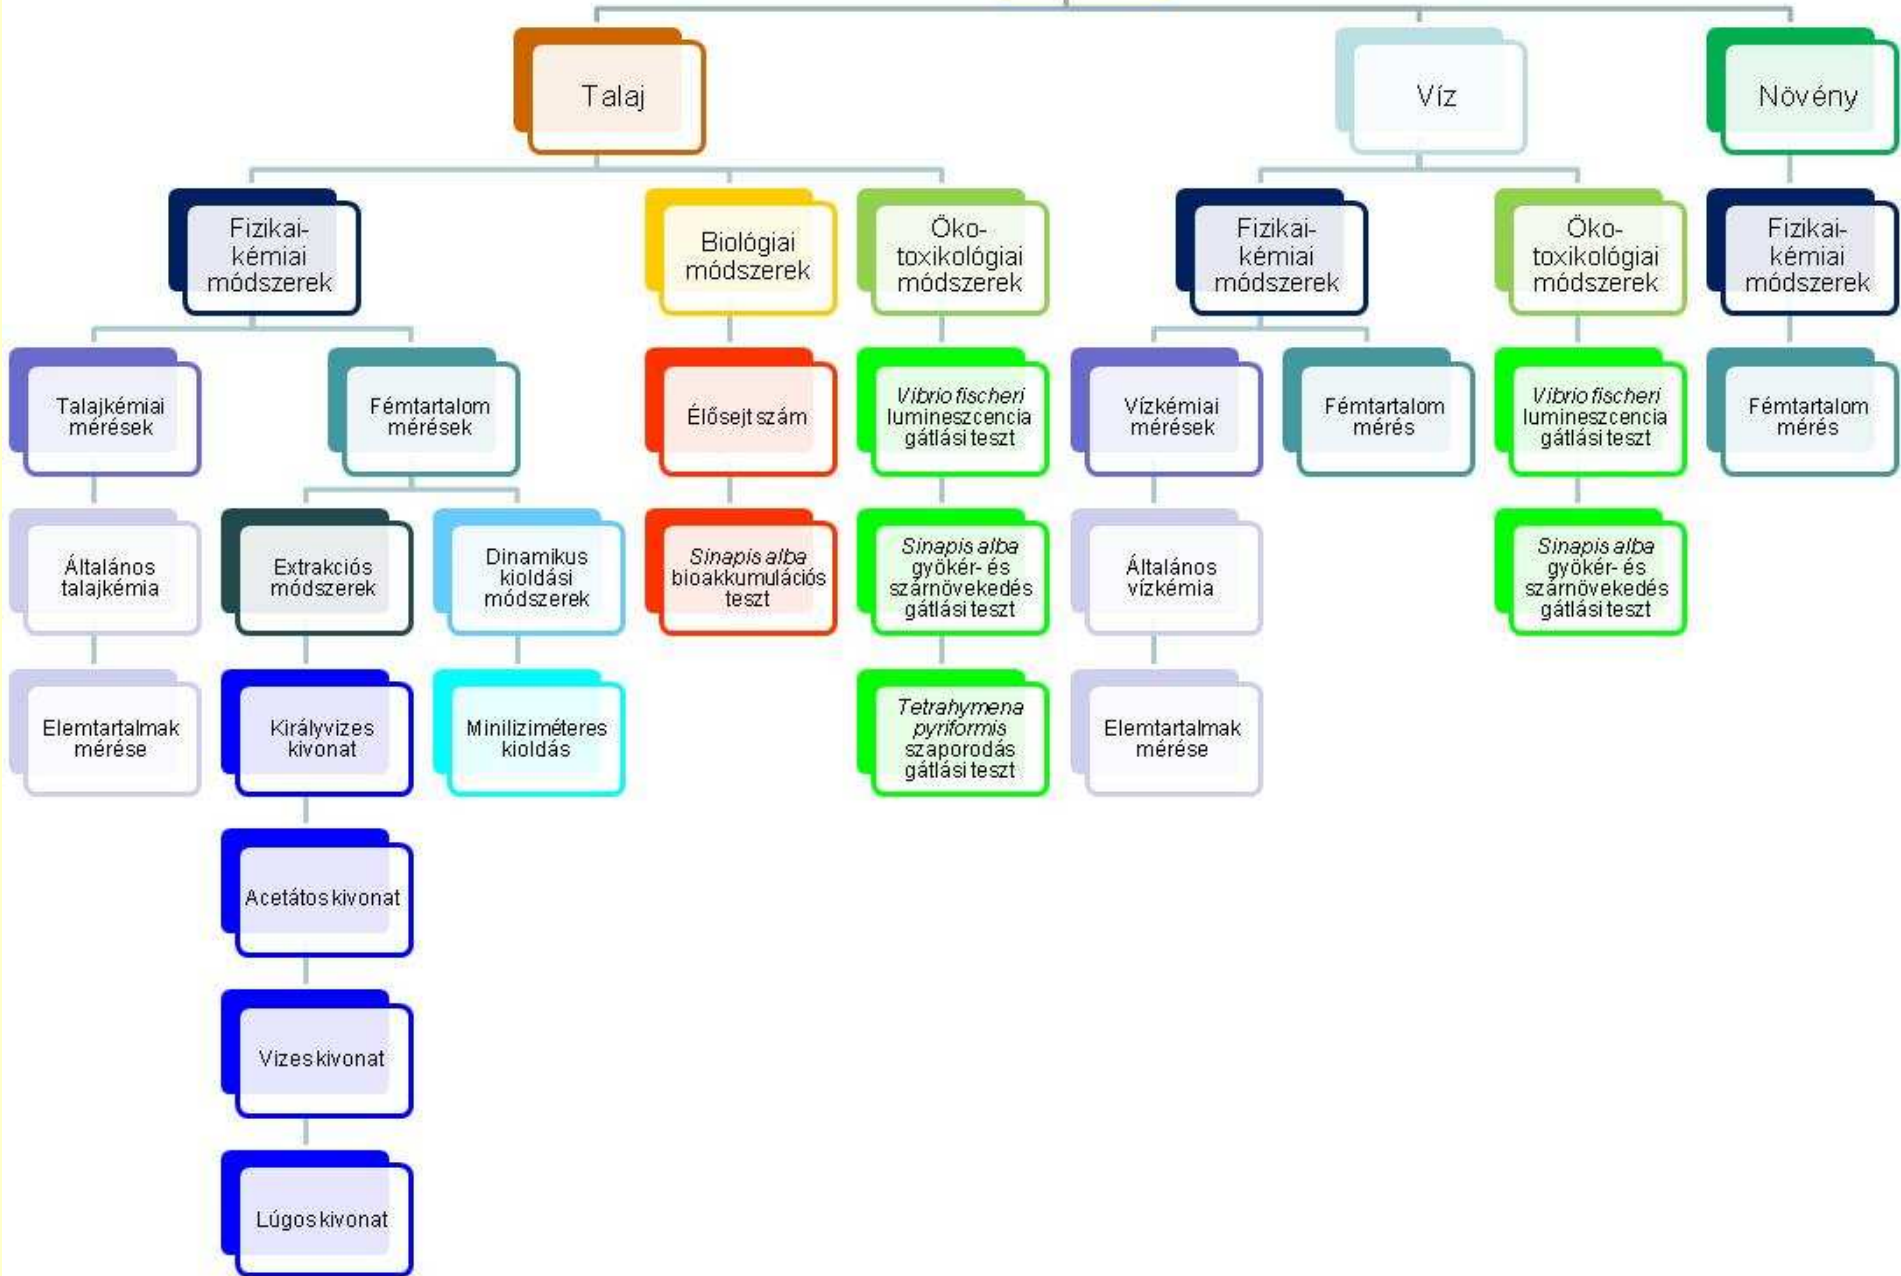 Talaj
Víz
Növény
Fizikai-
kémiai
módszerek
Biológiai
módszerek
Öko-
toxikológiai
módszerek
Fizikai-
kémiai
módszerek
Öko-
toxikológiai
módszerek
Fizikai-
kémiai
módszerek
Talajkémiai
mérések
Fémtartalom
mérések
Élősejt szám
Vibrio fischeri
lumineszcencia
gátlási teszt
Vízkémiai
mérések
Fémtartalom
mérés
Vibrio fischeri
lumineszcencia
gátlási teszt
Fémtartalom
mérés
Általános
talajkémia
Extrakciós
módszerek
Dinamikus
kioldási
módszerek
Sinapis alba
bioakkumulációs
teszt
Sinapis alba
gyökér- és
szárnövekedés
gátlási teszt
Általános
vízkémia
Sinapis alba
gyökér- és
szárnövekedés
gátlási teszt
Elemtartalmak
mérése
Királyvizes
kivonat
Miniliziméteres
kioldás
Tetrahymena
pyriformis
szaporodás
gátlási teszt
Elemtartalmak
mérése
Acetátos kivonat
Vizes kivonat
Lúgos kivonat